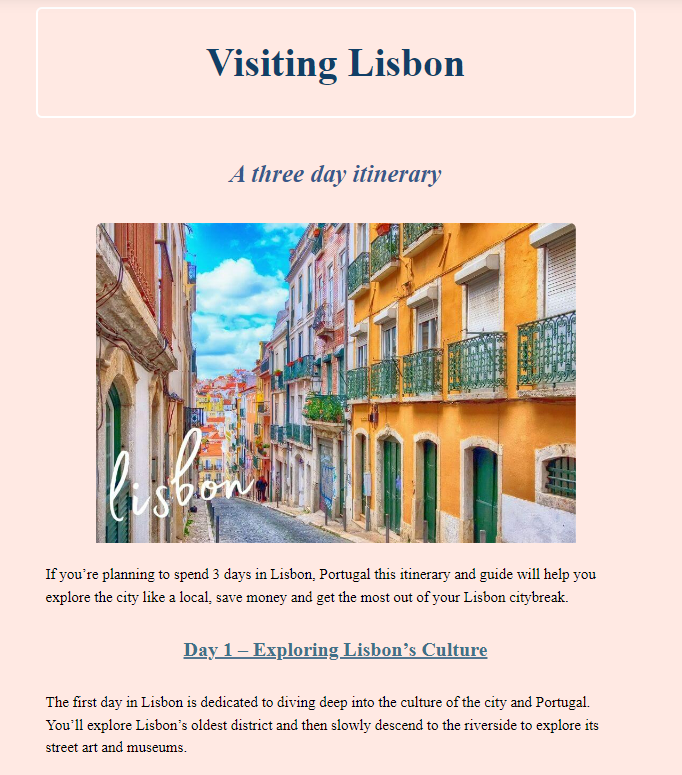 Visiting Lisbon
A three day itinerary
lisbon
If you’re planning to spend 3 days in Lisbon, Portugal this itinerary and guide will help you
explore the city like a local, save money and get the most out of your Lisbon citybreak.
Day 1 – Exploring Lisbon’s Culture
The first day in Lisbon is dedicated to diving deep into the culture of the city and Portugal.
You’ll explore Lisbon’s oldest district and then slowly descend to the riverside to explore its
street art and museums.